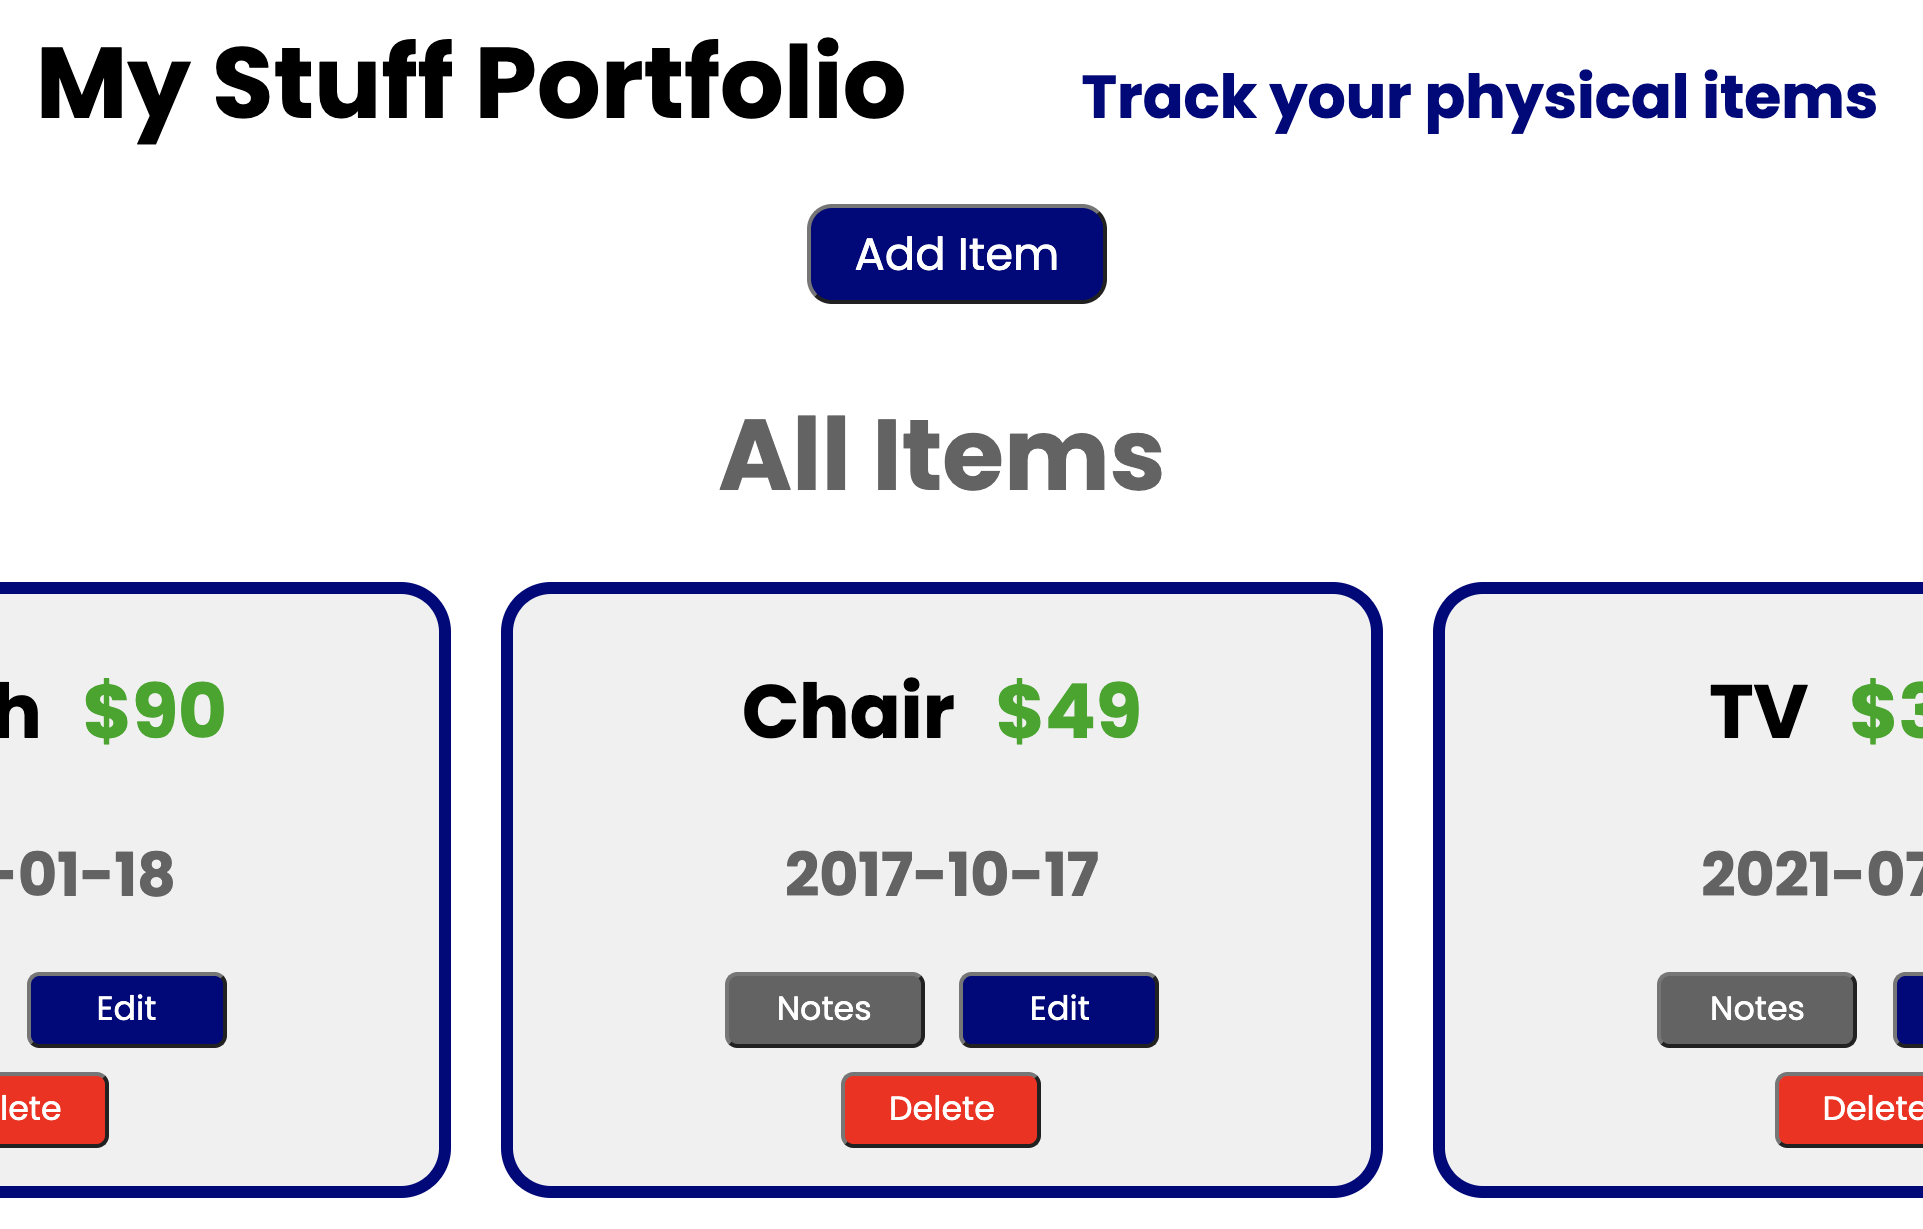 My Stuff Portfolio
Track your physical items
Add Item
All Items
h $90
Chair $49
TV $3
-01-18
2017-10-17
2021-07
Edit
Notes Edit
Notes
lete
Delete
Delete